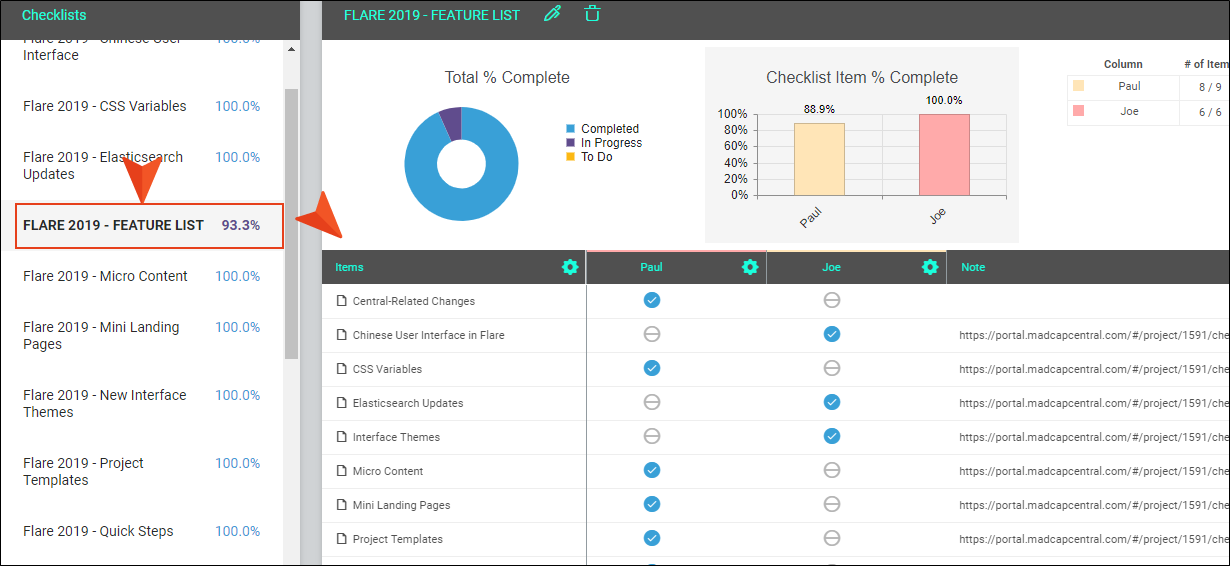 Checklists
Flare 2019 - Chinese User
Interface
100.0%
Flare 2019 - CSS Variables
100.0%
Flare 2019 - Elasticsearch
Updates
100.0%
FLARE 2019 - FEATURE LIST
93.3%
Flare 2019 - Micro Content
100.0%
Flare 2019 - Mini Landing
Pages
100.0%
Flare 2019 - New Interface
Themes
100.0%
Flare 2019 - Project
Templates
100.0%
Flare 2019 - Quick Steps
100.0%
FLARE 2019 - FEATURE LIST
Total % Complete
Completed
In Progress
To Do
Checklist Item % Complete
100%
80%
60%
40%
20%
0%
88.9%
100.0%
Paul
Joe
Column # of Item
Paul 8 / 9
Joe 6 / 6
Items Paul Joe Note
Central-Related Changes
Chinese User Interface in Flare https://portal.madcapcentral.com/#/project/1591/che
CSS Variables https://portal.madcapcentral.com/#/project/1591/che
Elasticsearch Updates https://portal.madcapcentral.com/#/project/1591/che
Interface Themes https://portal.madcapcentral.com/#/project/1591/che
Micro Content https://portal.madcapcentral.com/#/project/1591/che
Mini Landing Pages https://portal.madcapcentral.com/#/project/1591/che
Project Templates https://portal.madcapcentral.com/#/project/1591/che